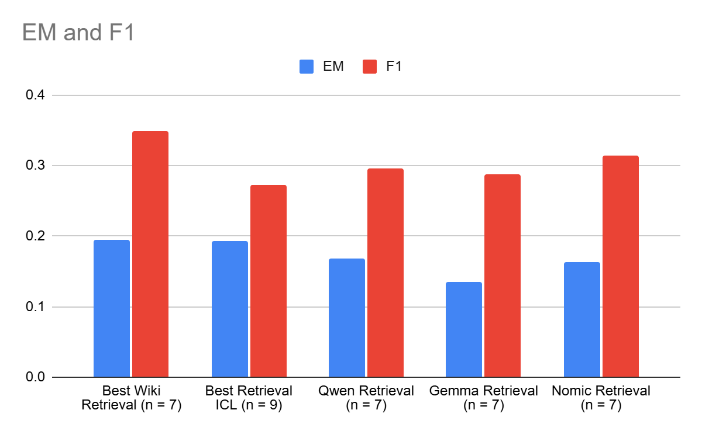 EM and F1
EM F1
0.4
0.3
0.2
0.1
0.0
Best Wiki
Retrieval (n = 7)
Best Retrieval
ICL (n = 9)
Qwen Retrieval
(n = 7)
Gemma Retrieval
(n = 7)
Nomic Retrieval
(n = 7)